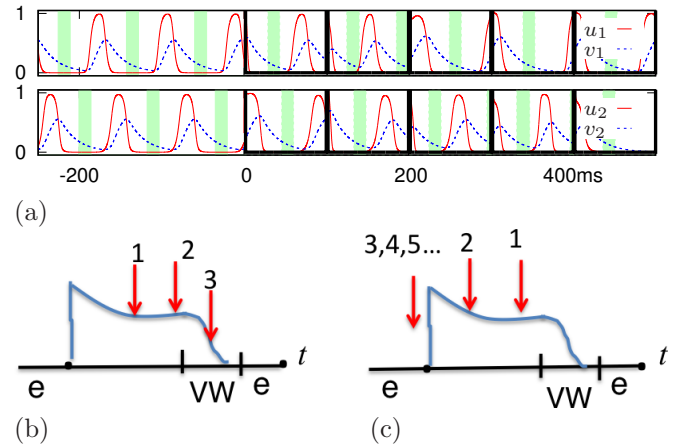 1
u1
v1
0
1
u2
v2
0
-200 0 200 400ms
(a)
1 2 3
t
e VW e
(b)
3,4,5... 2 1
t
e VW e
(c)